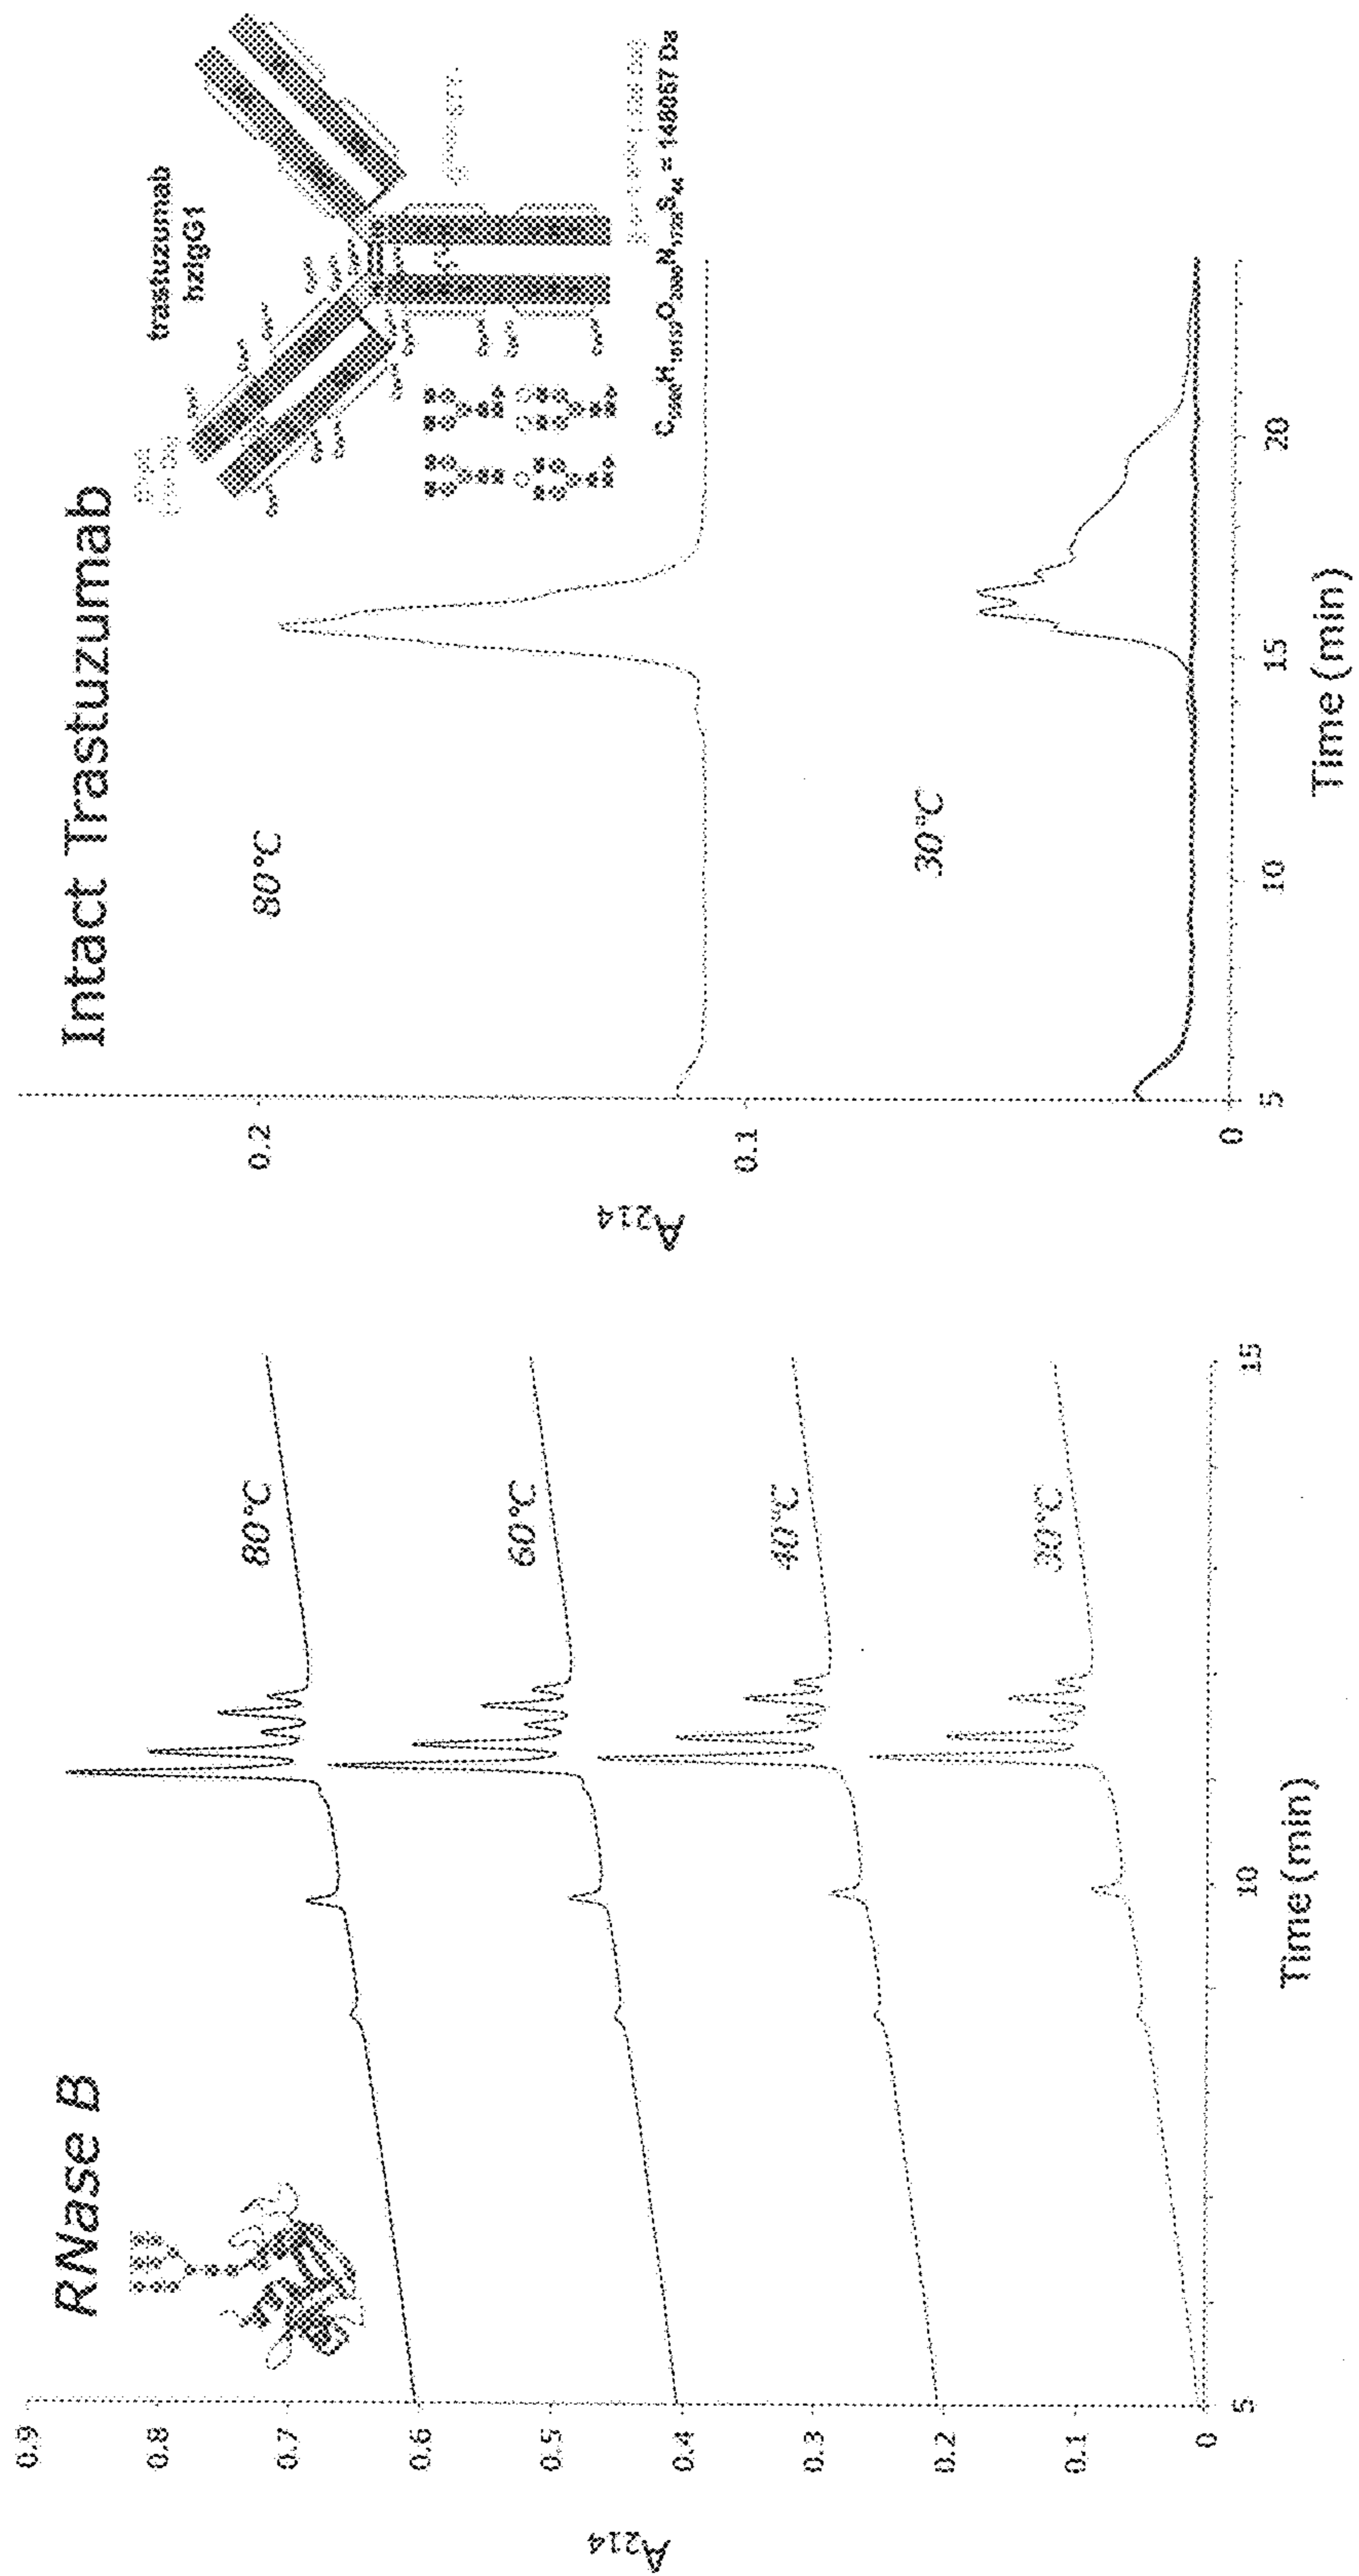 RNase B
A214
0.9
0.8
0.7
0.6
0.5
0.4
0.3
0.2
0.1
0
80°C
60°C
40°C
30°C
5
10
15
Time (min)
Intact Trastuzumab
trastuzumab
hzIgG1
A214
0.2
0.1
0
80°C
30°C
5
10
15
20
Time (min)